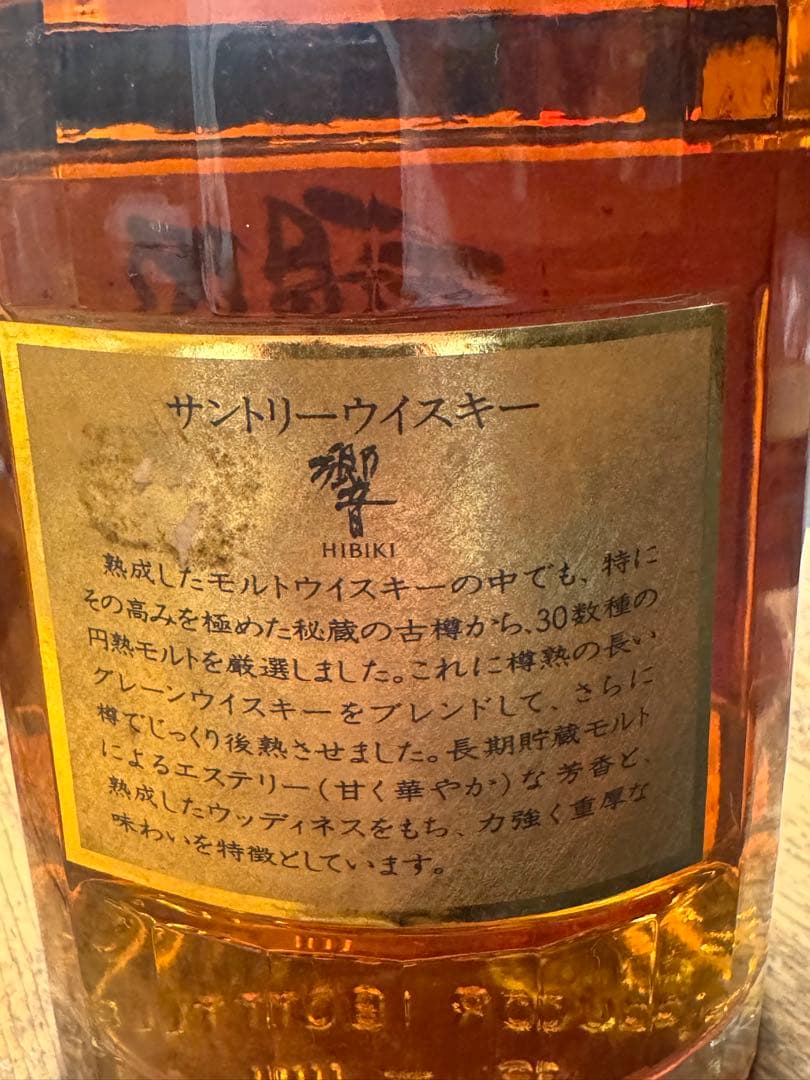 サントリーウイスキー
響
HIBIKI
熟成したモルトウイスキーの中でも、特に
その高みを極めた秘蔵の古樽から、30数種の
円熟モルトを厳選しました。これに樽熟の長い
グレーンウイスキーをブレンドして、さらに
樽でじっくり後熟させました。長期貯蔵モルト
によるエステリー(甘く華やか)な芳香と、
熟成したウッディネスをもち、力強く重厚な
味わいを特徴としています。